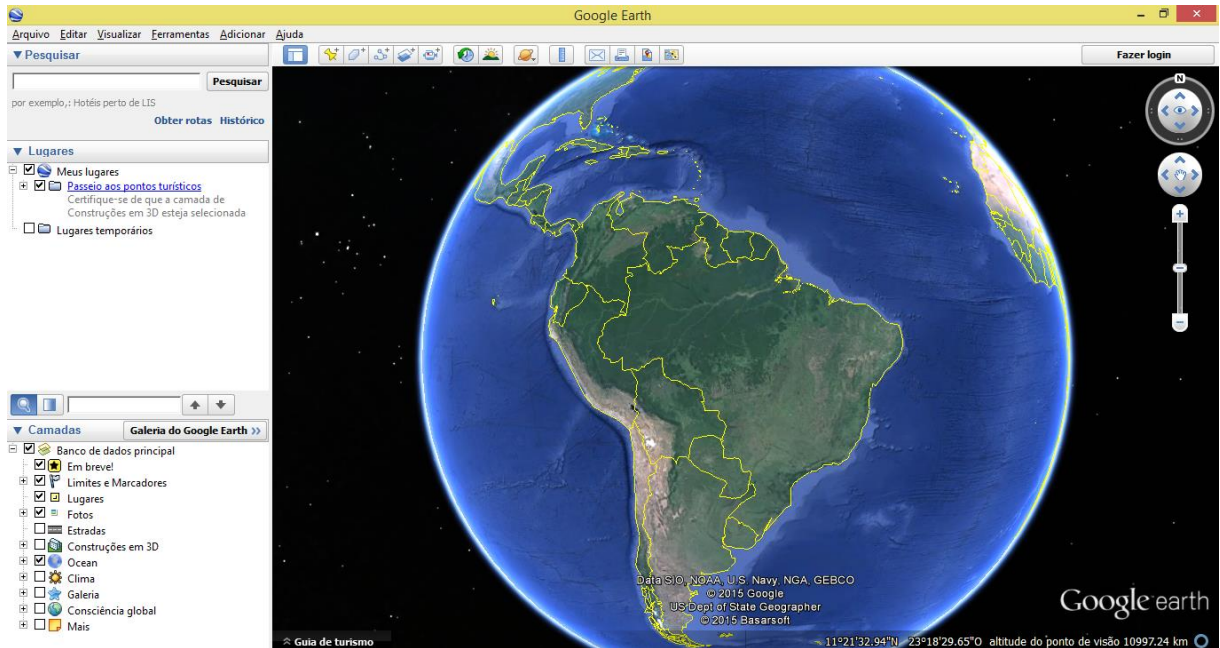 Google Earth
Arquivo Editar Visualizar Ferramentas Adicionar Ajuda
Pesquisar
Fazer login
Pesquisar
por exemplo,: Hotéis perto de LIS
Obter rotas Histórico
Lugares
Meus lugares
Passeio aos pontos turísticos
Certifique-se de que a camada de
Construções em 3D esteja selecionada
Lugares temporários
Camadas
Galeria do Google Earth >>
Banco de dados principal
Em breve!
Limites e Marcadores
Lugares
Fotos
Estradas
Construções em 3D
Ocean
Clima
Galeria
Consciência global
Mais
N
Data SIO, NOAA, U.S. Navy, NGA, GEBCO
© 2015 Google
US Dept of State Geographer
© 2015 Basarsoft
Google earth
Guia de turismo
11°21'32.94"N 23°18'29.65"O altitude do ponto de visão 10997.24 km